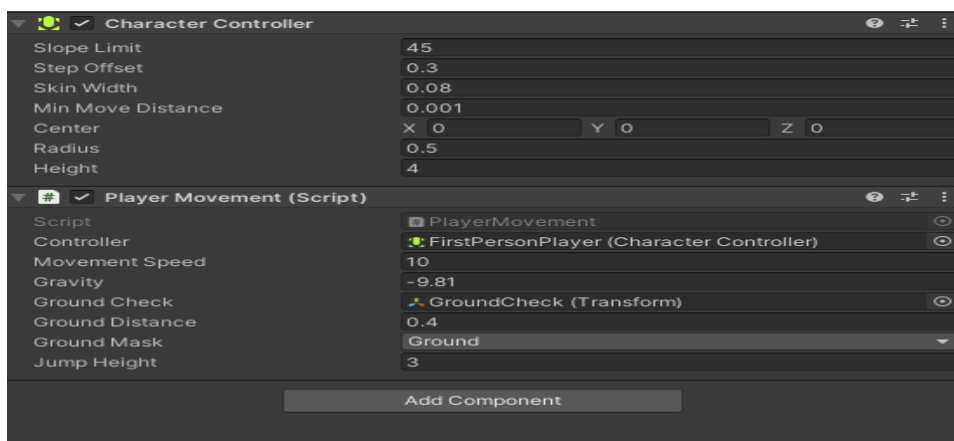 Character Controller
Slope Limit 45
Step Offset 0.3
Skin Width 0.08
Min Move Distance 0.001
Center X 0 Y 0 Z 0
Radius 0.5
Height 4
# Player Movement (Script)
Script PlayerMovement
Controller FirstPersonPlayer (Character Controller)
Movement Speed 10
Gravity -9.81
Ground Check GroundCheck (Transform)
Ground Distance 0.4
Ground Mask Ground
Jump Height 3
Add Component